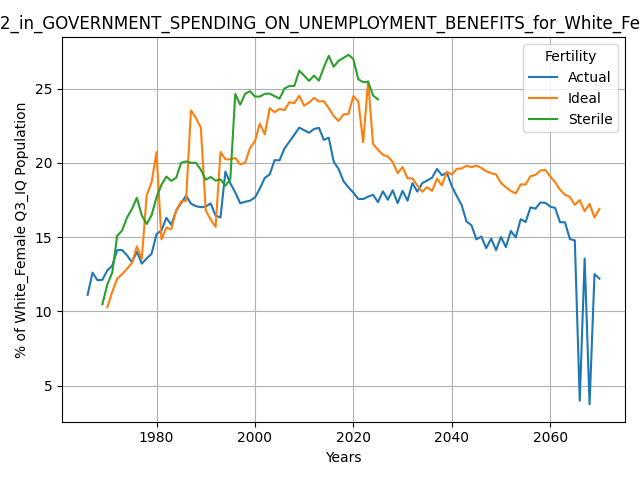 2_in_GOVERNMENT_SPENDING_ON_UNEMPLOYMENT_BENEFITS_for_White_Fe
Fertility
Actual
Ideal
Sterile
% of White_Female Q3_IQ Population
25
20
15
10
5
1980
2000
2020
2040
2060
Years